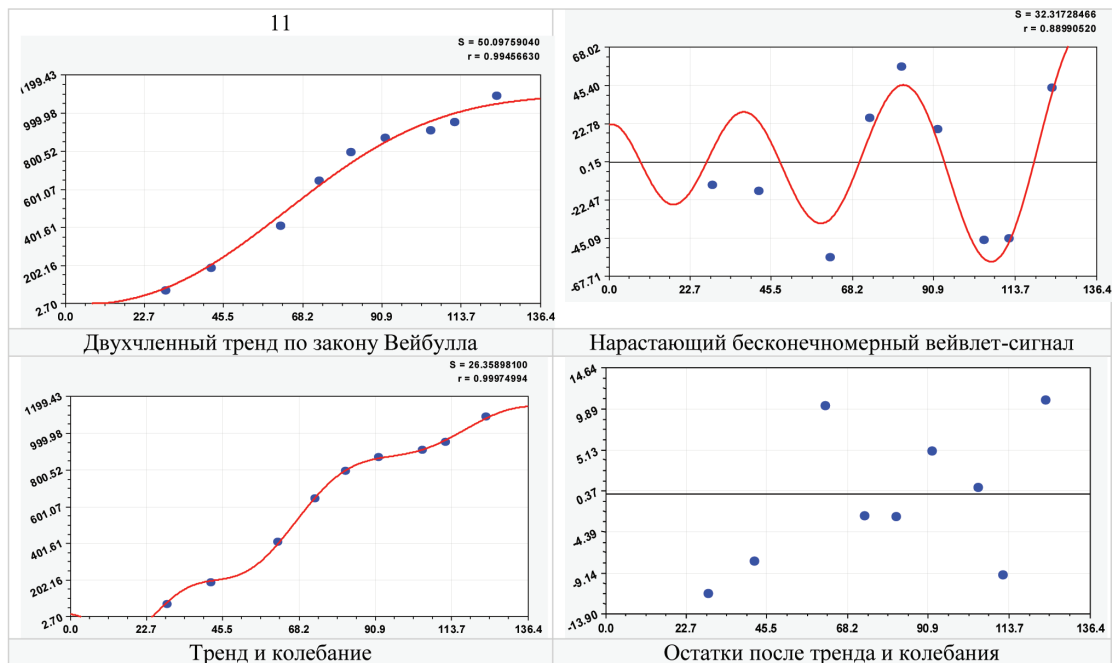 11
S = 50.09759040
r = 0.99456630
1199.43
999.98
800.52
601.07
401.61
202.16
2.70
0.0 22.7 45.5 68.2 90.9 113.7 136.4
Двухчленный тренд по закону Вейбулла
S = 32.31728466
r = 0.88990520
68.02
45.40
22.78
0.15
-22.47
-45.09
-67.71
0.0 22.7 45.5 68.2 90.9 113.7 136.4
Нарастающий бесконечномерный вейвлет-сигнал
S = 26.35898100
r = 0.99974994
1199.43
999.98
800.52
601.07
401.61
202.16
2.70
0.0 22.7 45.5 68.2 90.9 113.7 136.4
Тренд и колебание
14.64
9.89
5.13
0.37
-4.39
-9.14
-13.90
0.0 22.7 45.5 68.2 90.9 113.7 136.4
Остатки после тренда и колебания